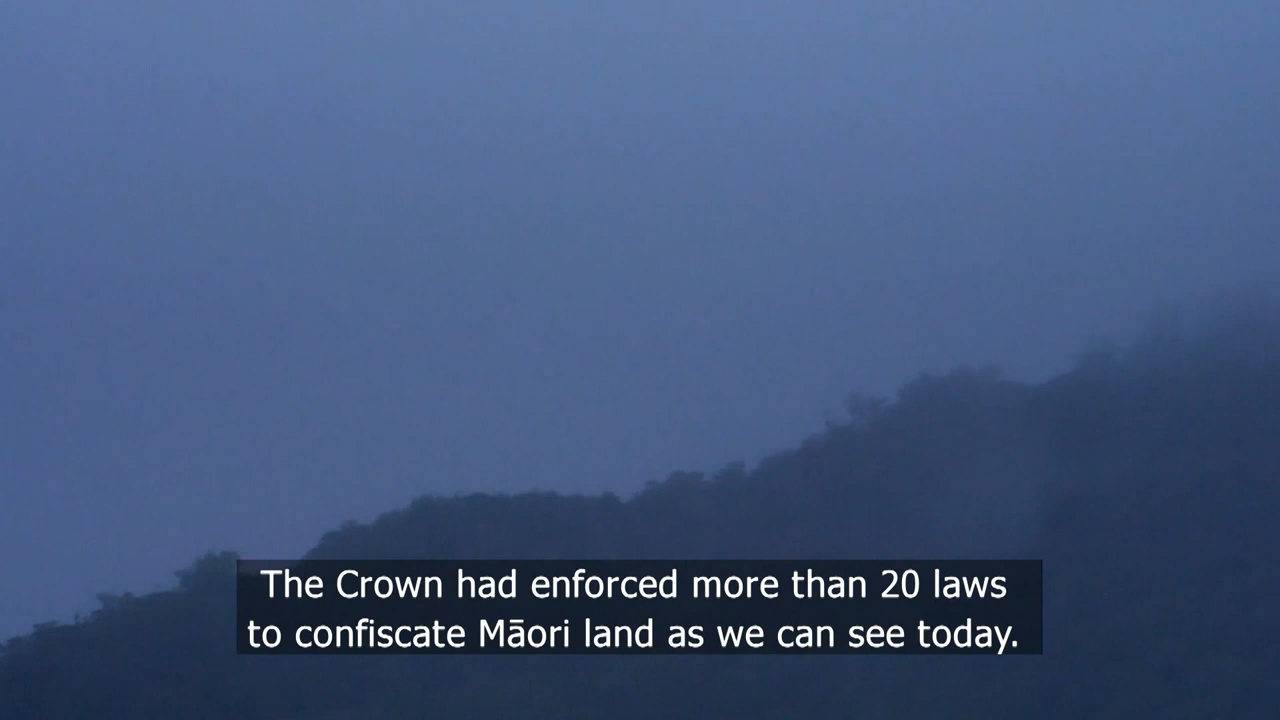 The Crown had enforced more than 20 laws
to confiscate Māori land as we can see today.